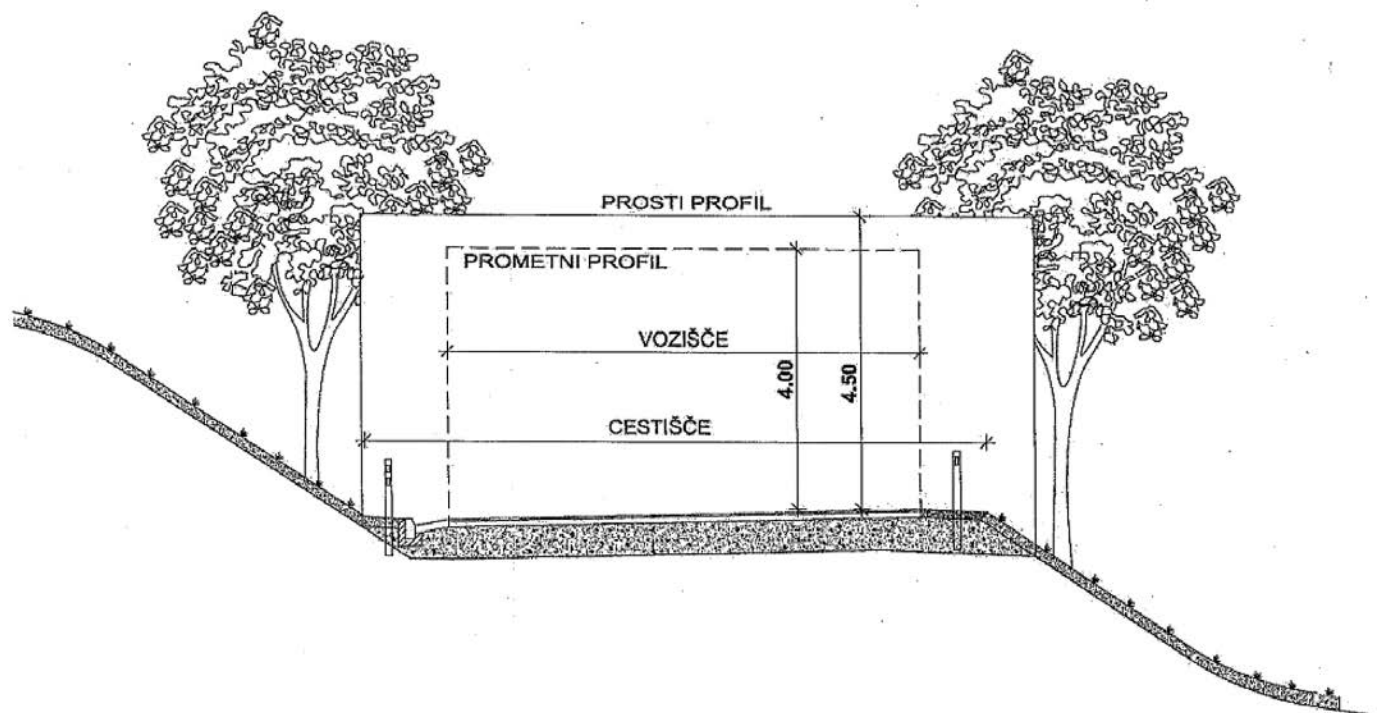 PROSTI PROFIL
PROMETNI PROFIL
VOZIŠČE
4.00
4.50
CESTIŠČE